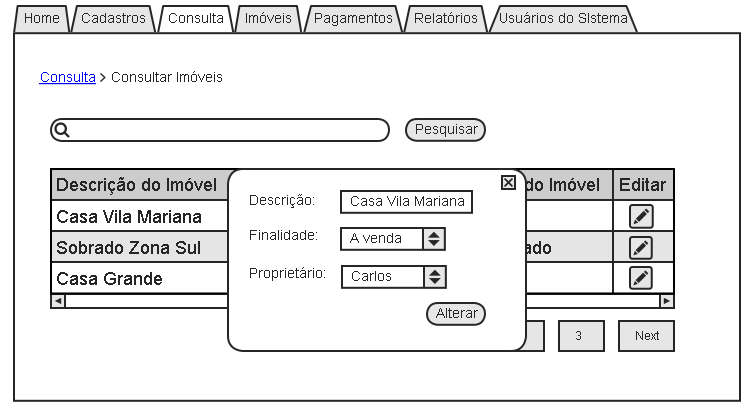 Home Cadastros Consulta Imóveis Pagamentos Relatórios Usuários do SIstema
Consulta > Consultar Imóveis
Pesquisar
Descrição do Imóvel do Imóvel Editar
Casa Vila Mariana
Sobrado Zona Sul
Casa Grande
Descrição: Casa Vila Mariana
Finalidade: A venda
Proprietário: Carlos
Alterar
3 Next